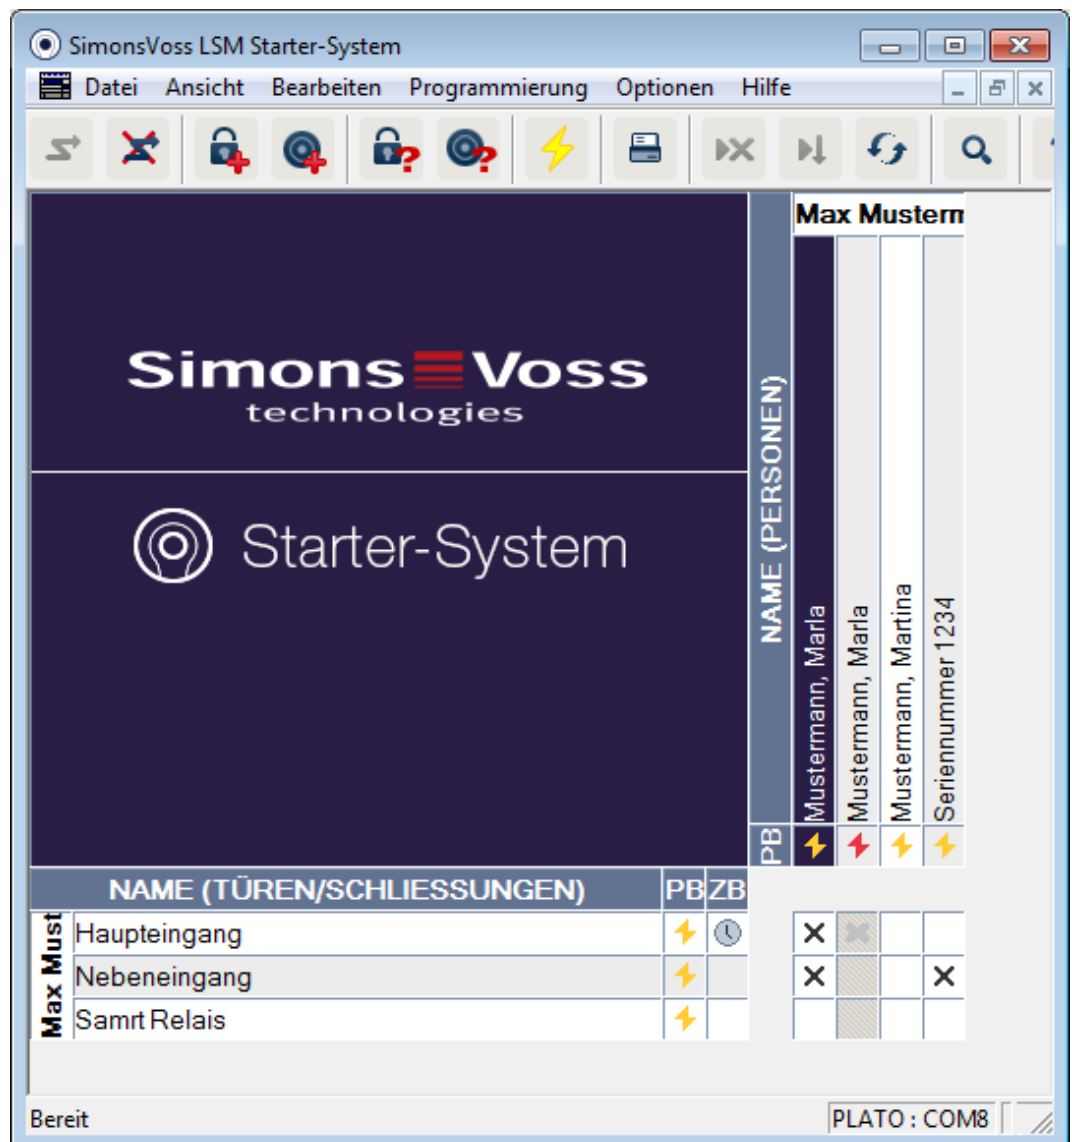 SimonsVoss LSM Starter-System
Datei Ansicht Bearbeiten Programmierung Optionen Hilfe
Simons Voss
technologies
Starter-System
NAME (PERSONEN)
PB
Max Musterm
Mustermann, Marla
Mustermann, Marla
Mustermann, Martina
Seriennummer 1234
NAME (TÜREN/SCHLIESSUNGEN) PB ZB
Max Must
Haupteingang
Nebeneingang
Samrt Relais
Bereit
PLATO : COM8